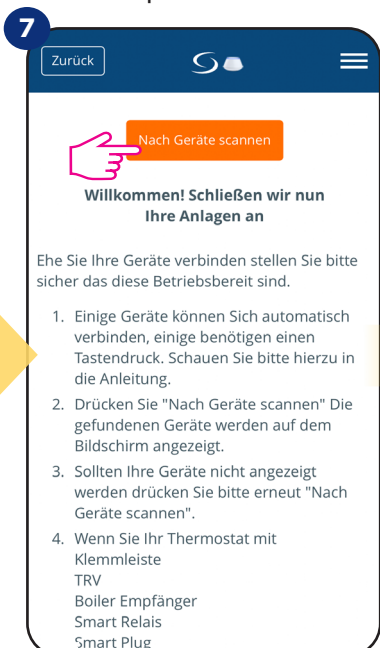 7
Zurück
Nach Geräte scannen
Willkommen! Schließen wir nun
Ihre Anlagen an
Ehe Sie Ihre Geräte verbinden stellen Sie bitte
sicher das diese Betriebsbereit sind.
1. Einige Geräte können Sich automatisch
verbinden, einige benötigen einen
Tastendruck. Schauen Sie bitte hierzu in
die Anleitung.
2. Drücken Sie "Nach Geräte scannen" Die
gefundenen Geräte werden auf dem
Bildschirm angezeigt.
3. Sollten Ihre Geräte nicht angezeigt
werden drücken Sie bitte erneut "Nach
Geräte scannen".
4. Wenn Sie Ihr Thermostat mit
Klemmleiste
TRV
Boiler Empfänger
Smart Relais
Smart Plug